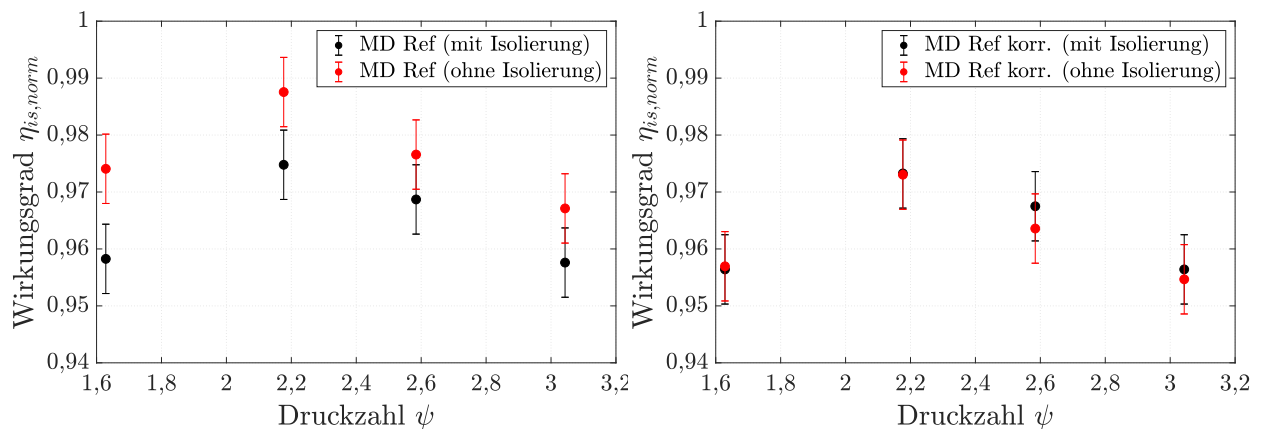 1
0,99
0,98
0,97
0,96
0,95
0,94
Wirkungsgrad η_{is,norm}
MD Ref (mit Isolierung)
MD Ref (ohne Isolierung)
1,6 1,8 2 2,2 2,4 2,6 2,8 3 3,2
Druckzahl ψ
1
0,99
0,98
0,97
0,96
0,95
0,94
Wirkungsgrad η_{is,norm}
MD Ref korr. (mit Isolierung)
MD Ref korr. (ohne Isolierung)
1,6 1,8 2 2,2 2,4 2,6 2,8 3 3,2
Druckzahl ψ